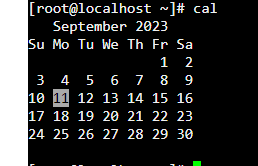 [root@localhost ~]# cal
   September 2023
Su Mo Tu We Th Fr Sa
                1  2
 3  4  5  6  7  8  9
10 11 12 13 14 15 16
17 18 19 20 21 22 23
24 25 26 27 28 29 30
[root@localhost ~]#